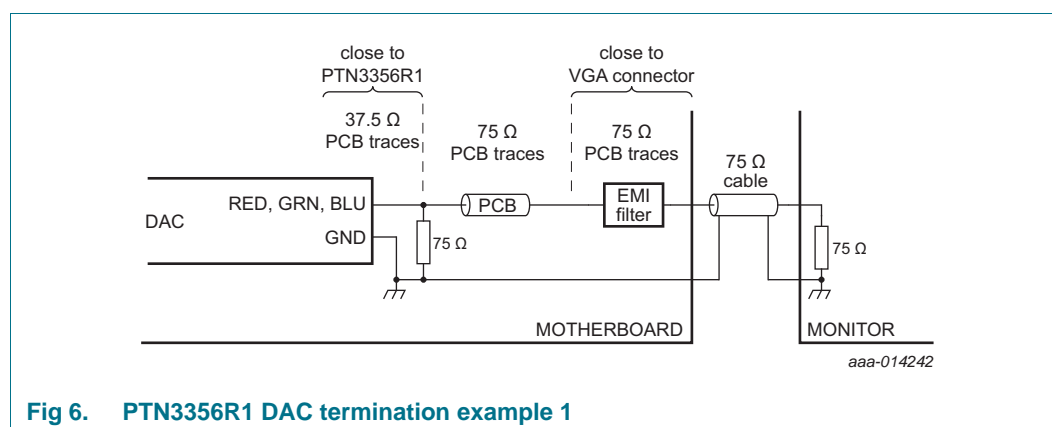 close to
PTN3356R1
close to
VGA connector
37.5 Ω
PCB traces
75 Ω
PCB traces
75 Ω
PCB traces
75 Ω
cable
DAC
RED, GRN, BLU
GND
PCB
EMI
filter
75 Ω
75 Ω
MOTHERBOARD
MONITOR
aaa-014242
Fig 6. PTN3356R1 DAC termination example 1